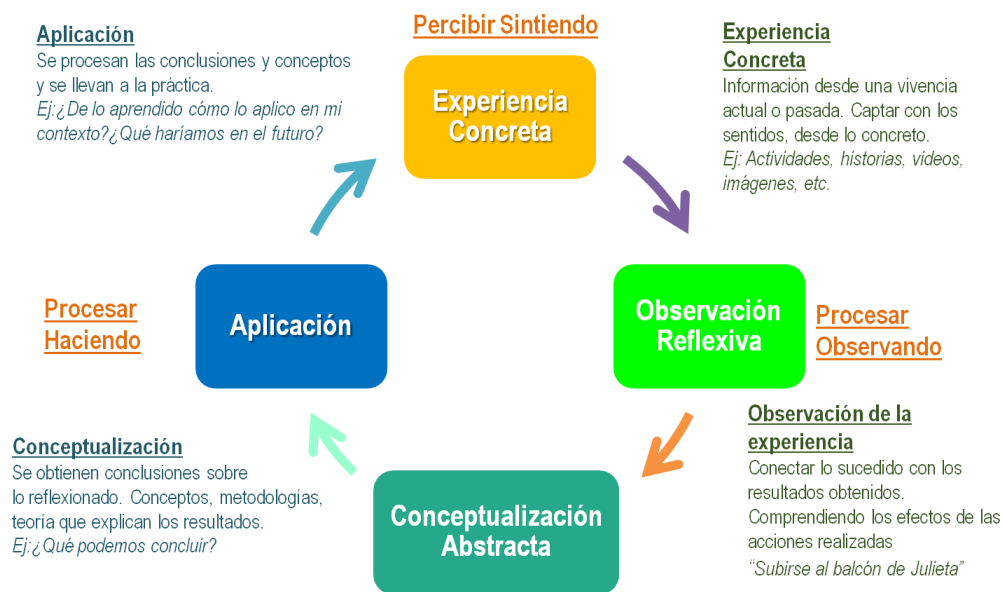 Percibir Sintiendo
Aplicación
Se procesan las conclusiones y conceptos
y se llevan a la práctica.
Ej:¿De lo aprendido cómo lo aplico en mi
contexto?¿Qué haríamos en el futuro?
Experiencia
Concreta
Experiencia
Concreta
Información desde una vivencia
actual o pasada. Captar con los
sentidos, desde lo concreto.
Ej: Actividades, historias, videos,
imágenes, etc.
Procesar
Haciendo
Aplicación
Observación
Reflexiva
Procesar
Observando
Conceptualización
Se obtienen conclusiones sobre
lo reflexionado. Conceptos, metodologías,
teoría que explican los resultados.
Ej:¿Qué podemos concluir?
Conceptualización
Abstracta
Observación de la
experiencia
Conectar lo sucedido con los
resultados obtenidos.
Comprendiendo los efectos de las
acciones realizadas
“Subirse al balcón de Julieta”